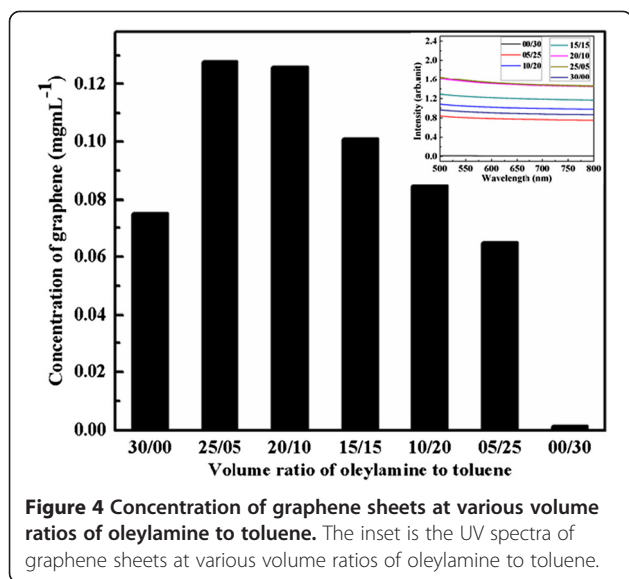 Concentration of graphene (mgmL⁻¹)
0.12
0.10
0.08
0.06
0.04
0.02
0.00
30/00 25/05 20/10 15/15 10/20 05/25 00/30
Volume ratio of oleylamine to toluene
Intensity (arb.unit)
2.4
1.8
1.2
0.6
0.0
00/30 15/15
05/25 20/10
10/20 25/05
30/00
500 550 600 650 700 750 800
Wavelength (nm)
Figure 4 Concentration of graphene sheets at various volume
ratios of oleylamine to toluene. The inset is the UV spectra of
graphene sheets at various volume ratios of oleylamine to toluene.